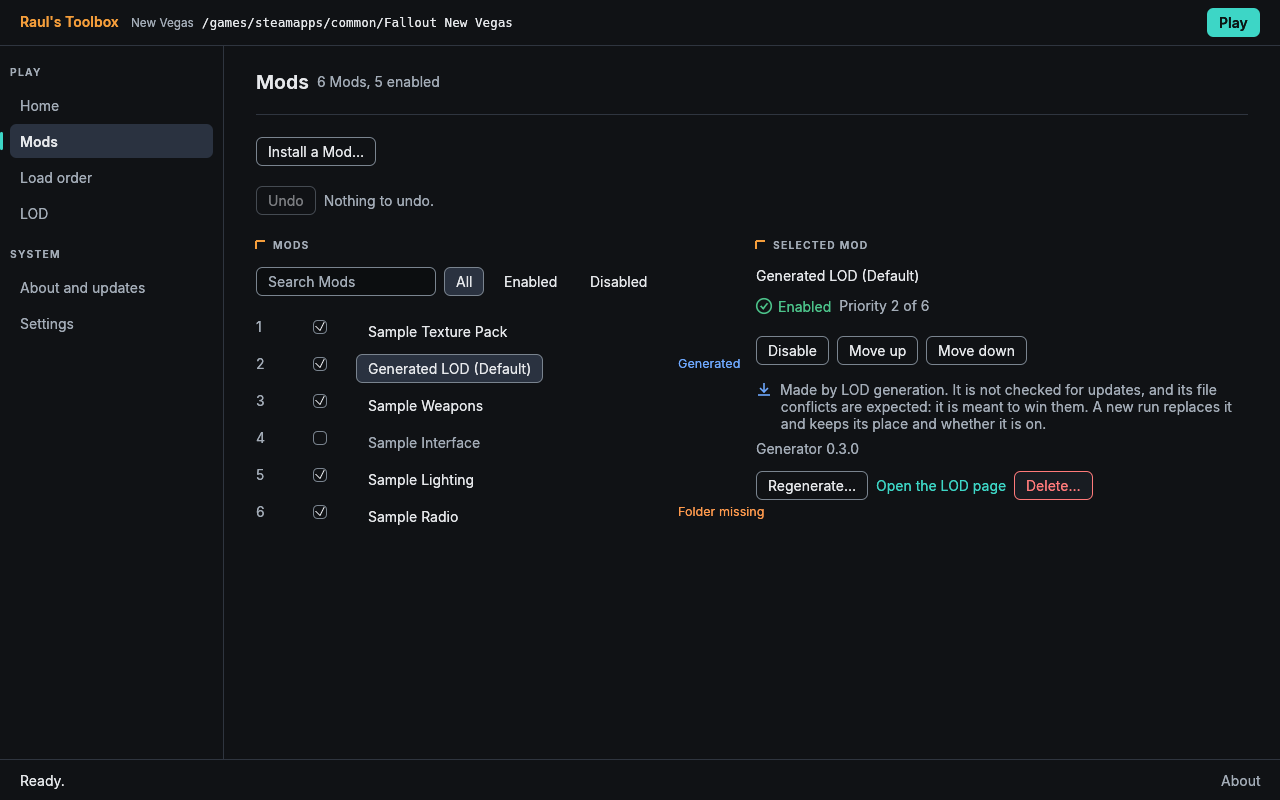 Raul's Toolbox New Vegas /games/steamapps/common/Fallout New Vegas Play
PLAY
Home
Mods
Load order
LOD
SYSTEM
About and updates
Settings
Mods 6 Mods, 5 enabled
Install a Mod...
Undo Nothing to undo.
MODS
Search Mods All Enabled Disabled
1 Sample Texture Pack
2 Generated LOD (Default) Generated
3 Sample Weapons
4 Sample Interface
5 Sample Lighting
6 Sample Radio Folder missing
SELECTED MOD
Generated LOD (Default)
Enabled Priority 2 of 6
Disable Move up Move down
Made by LOD generation. It is not checked for updates, and its file
conflicts are expected: it is meant to win them. A new run replaces it
and keeps its place and whether it is on.
Generator 0.3.0
Regenerate... Open the LOD page Delete...
Ready. About